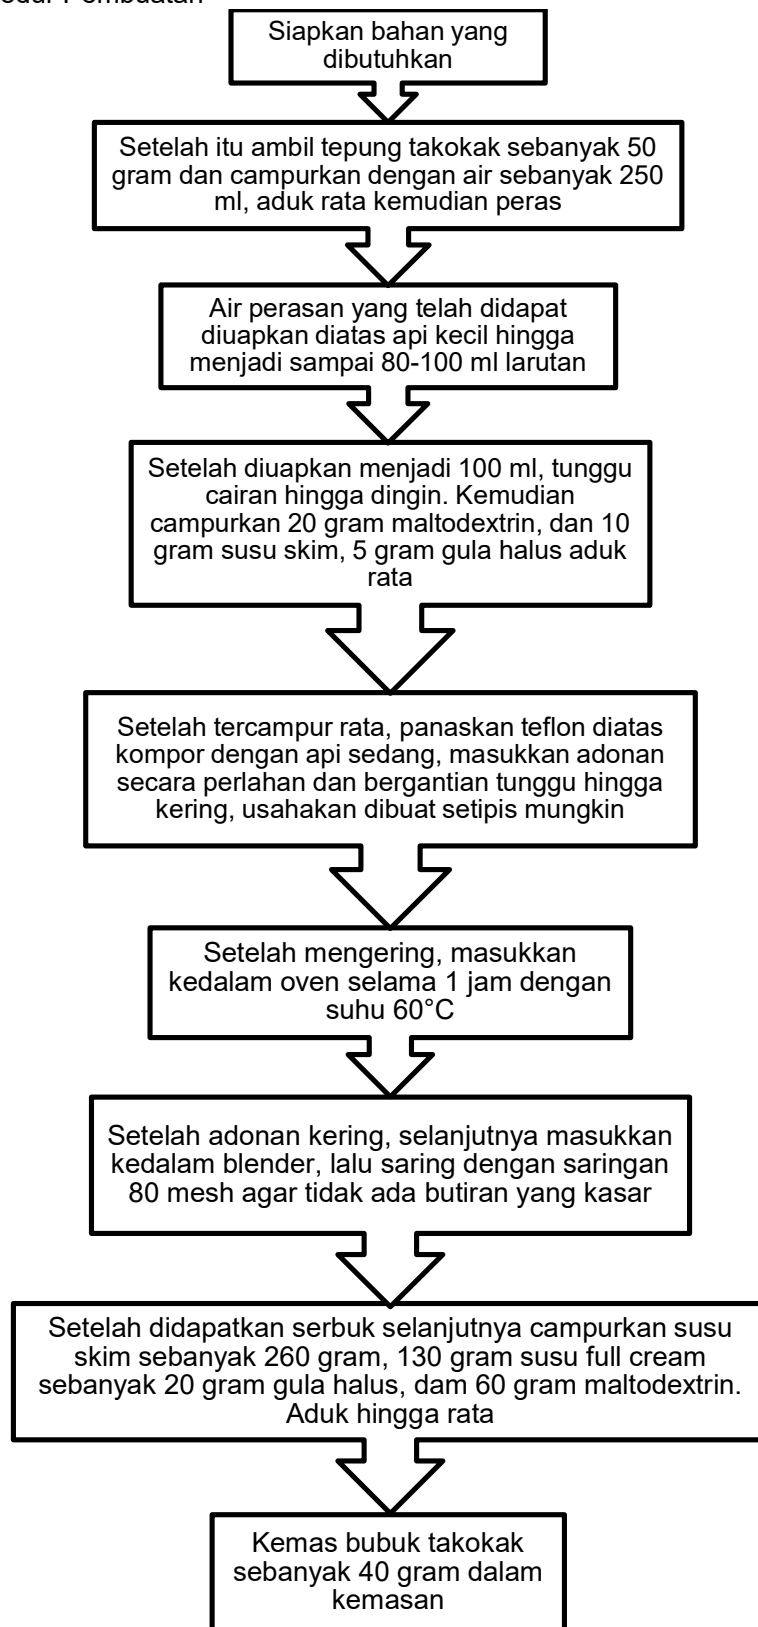 Siapkan bahan yang
dibutuhkan
Setelah itu ambil tepung takokak sebanyak 50
gram dan campurkan dengan air sebanyak 250
ml, aduk rata kemudian peras
Air perasan yang telah didapat
diuapkan diatas api kecil hingga
menjadi sampai 80-100 ml larutan
Setelah diuapkan menjadi 100 ml, tunggu
cairan hingga dingin. Kemudian
campurkan 20 gram maltodextrin, dan 10
gram susu skim, 5 gram gula halus aduk
rata
Setelah tercampur rata, panaskan teflon diatas
kompor dengan api sedang, masukkan adonan
secara perlahan dan bergantian tunggu hingga
kering, usahakan dibuat setipis mungkin
Setelah mengering, masukkan
kedalam oven selama 1 jam dengan
suhu 60°C
Setelah adonan kering, selanjutnya masukkan
kedalam blender, lalu saring dengan saringan
80 mesh agar tidak ada butiran yang kasar
Setelah didapatkan serbuk selanjutnya campurkan susu
skim sebanyak 260 gram, 130 gram susu full cream
sebanyak 20 gram gula halus, dam 60 gram maltodextrin.
Aduk hingga rata
Kemas bubuk takokak
sebanyak 40 gram dalam
kemasan